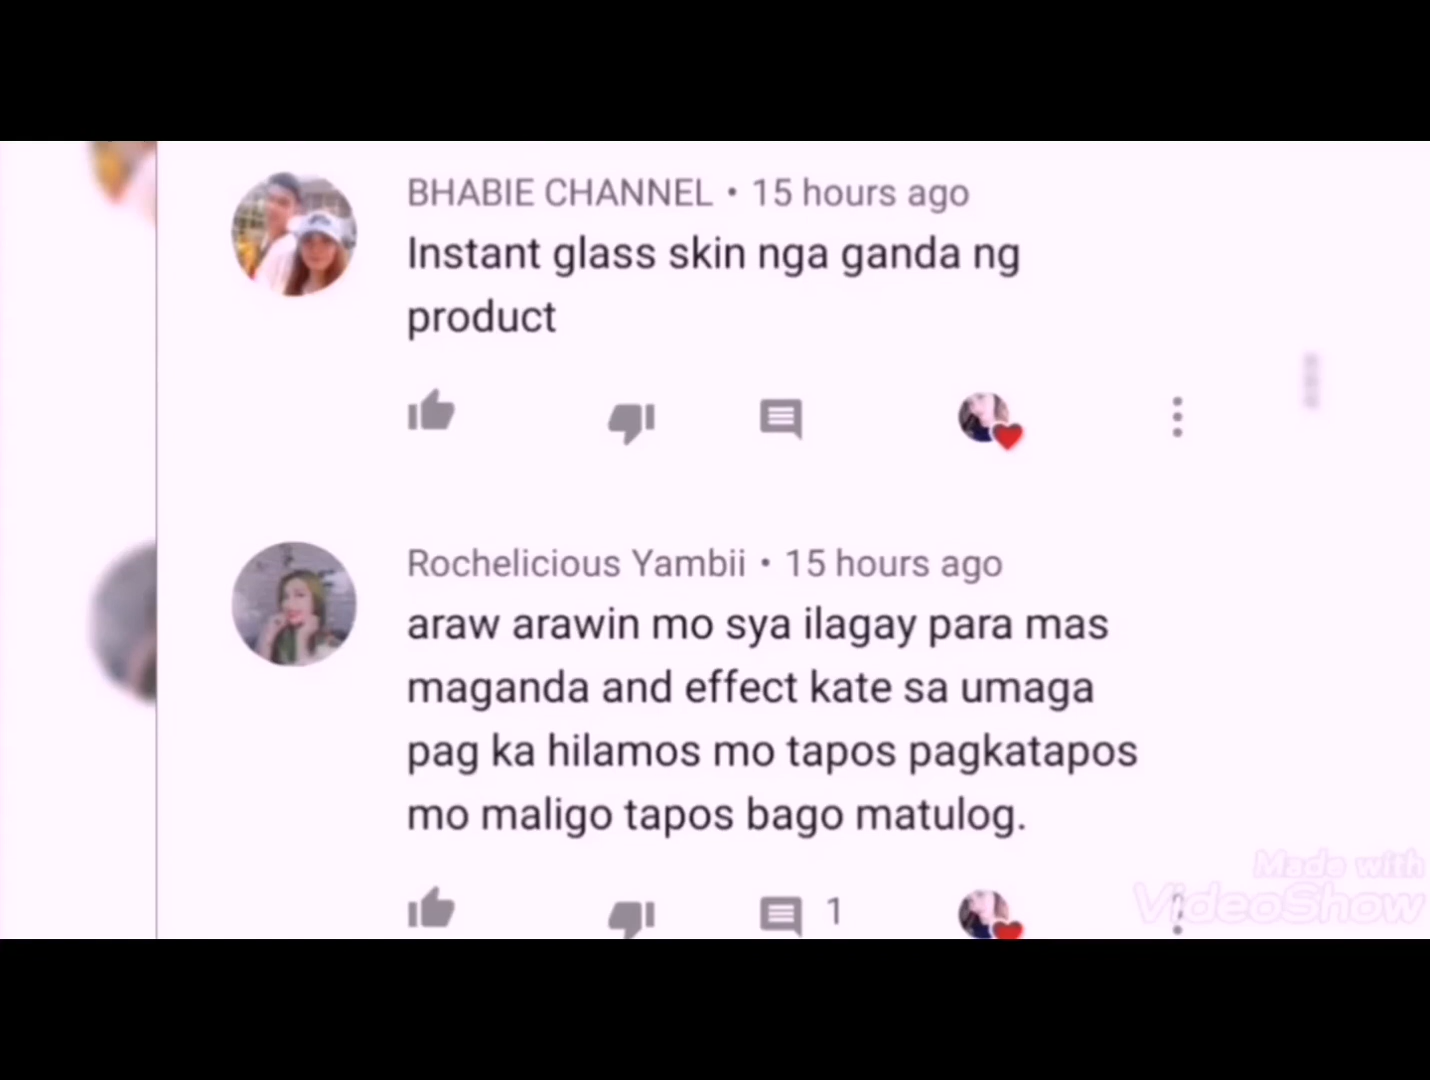 BHABIE CHANNEL • 15 hours ago
Instant glass skin nga ganda ng
product
Rochelicious Yambii • 15 hours ago
araw arawin mo sya ilagay para mas
maganda and effect kate sa umaga
pag ka hilamos mo tapos pagkatapos
mo maligo tapos bago matulog.
1
Made with
VideoShow